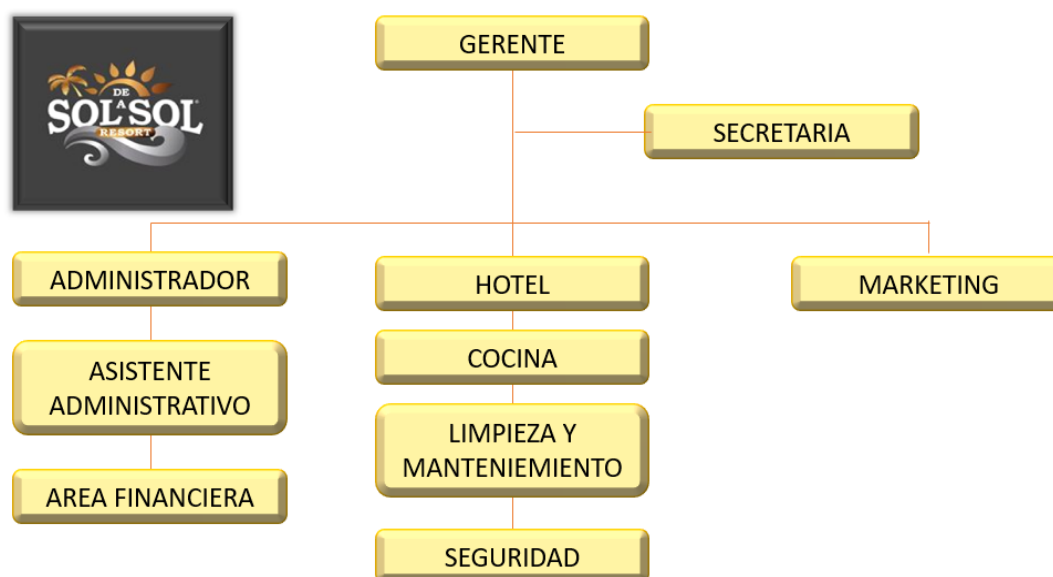 GERENTE
DE
SOL A SOL
RESORT
SECRETARIA
ADMINISTRADOR
HOTEL
MARKETING
ASISTENTE
ADMINISTRATIVO
COCINA
LIMPIEZA Y
MANTENIEMIENTO
AREA FINANCIERA
SEGURIDAD